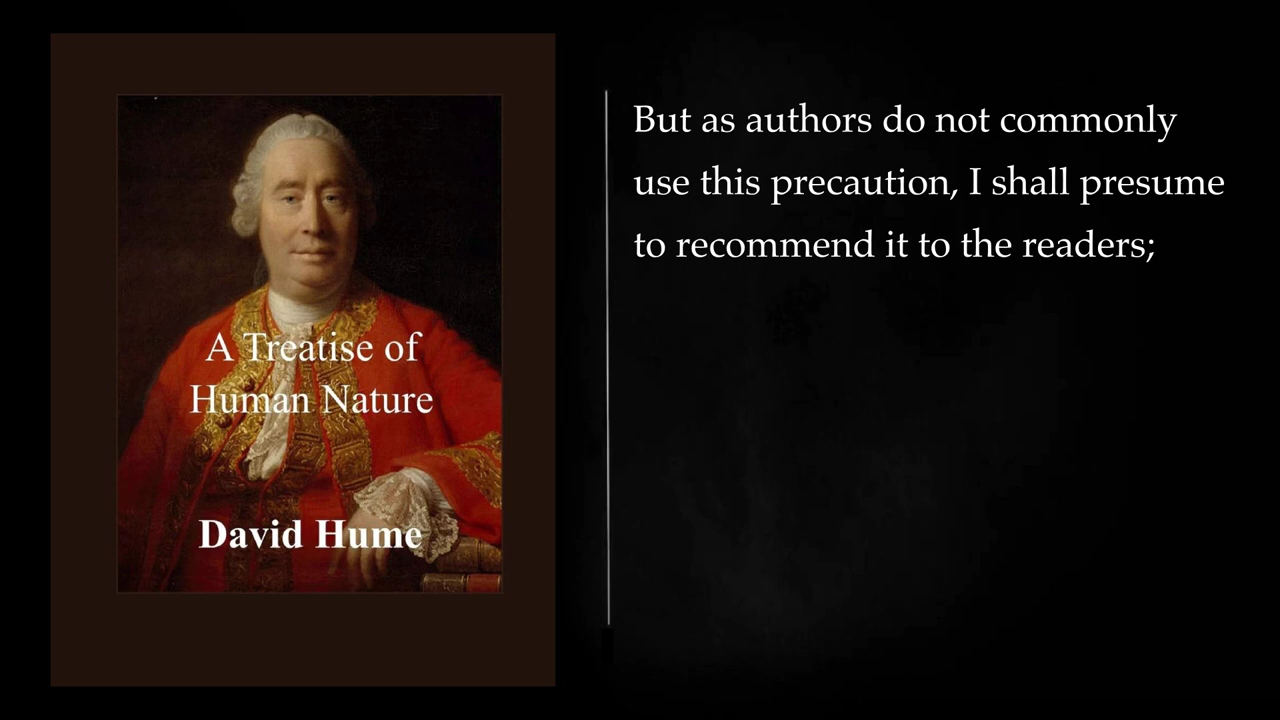 A Treatise of
Human Nature
David Hume
But as authors do not commonly
use this precaution, I shall presume
to recommend it to the readers;